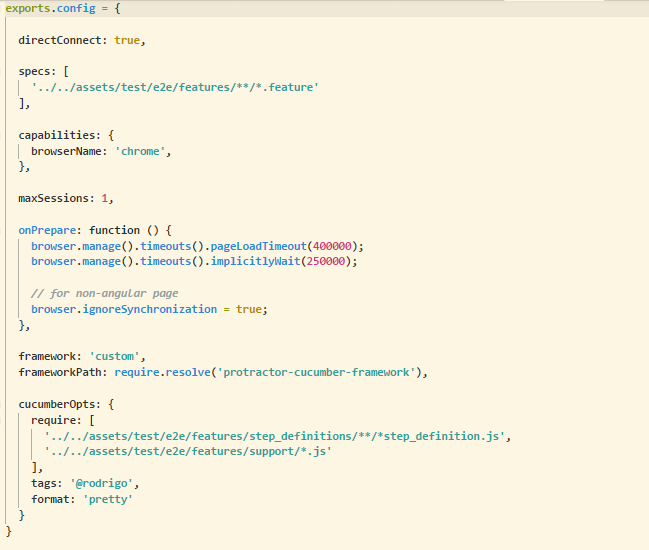 exports.config = {
directConnect: true,
specs: [
'../../assets/test/e2e/features/**/*.feature'
],
capabilities: {
browserName: 'chrome',
},
maxSessions: 1,
onPrepare: function () {
browser.manage().timeouts().pageLoadTimeout(400000);
browser.manage().timeouts().implicitlyWait(250000);
// for non-angular page
browser.ignoreSynchronization = true;
},
framework: 'custom',
frameworkPath: require.resolve('protractor-cucumber-framework'),
cucumberOpts: {
require: [
'../../assets/test/e2e/features/step_definitions/**/*step_definition.js',
'../../assets/test/e2e/features/support/*.js'
],
tags: '@rodrigo',
format: 'pretty'
}
}